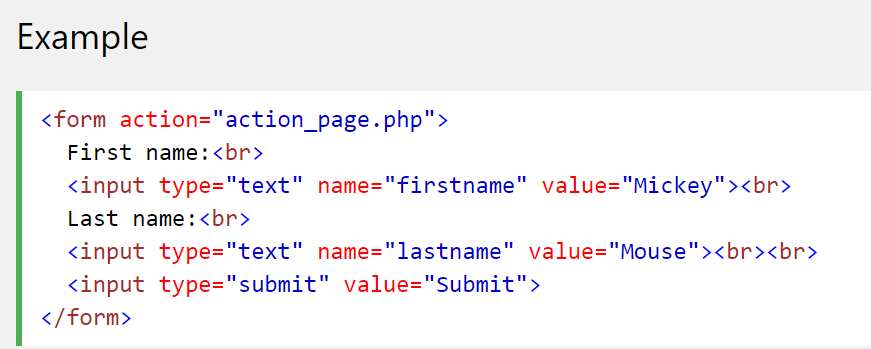 Example
<form action="action_page.php">
First name:<br>
<input type="text" name="firstname" value="Mickey"><br>
Last name:<br>
<input type="text" name="lastname" value="Mouse"><br><br>
<input type="submit" value="Submit">
</form>